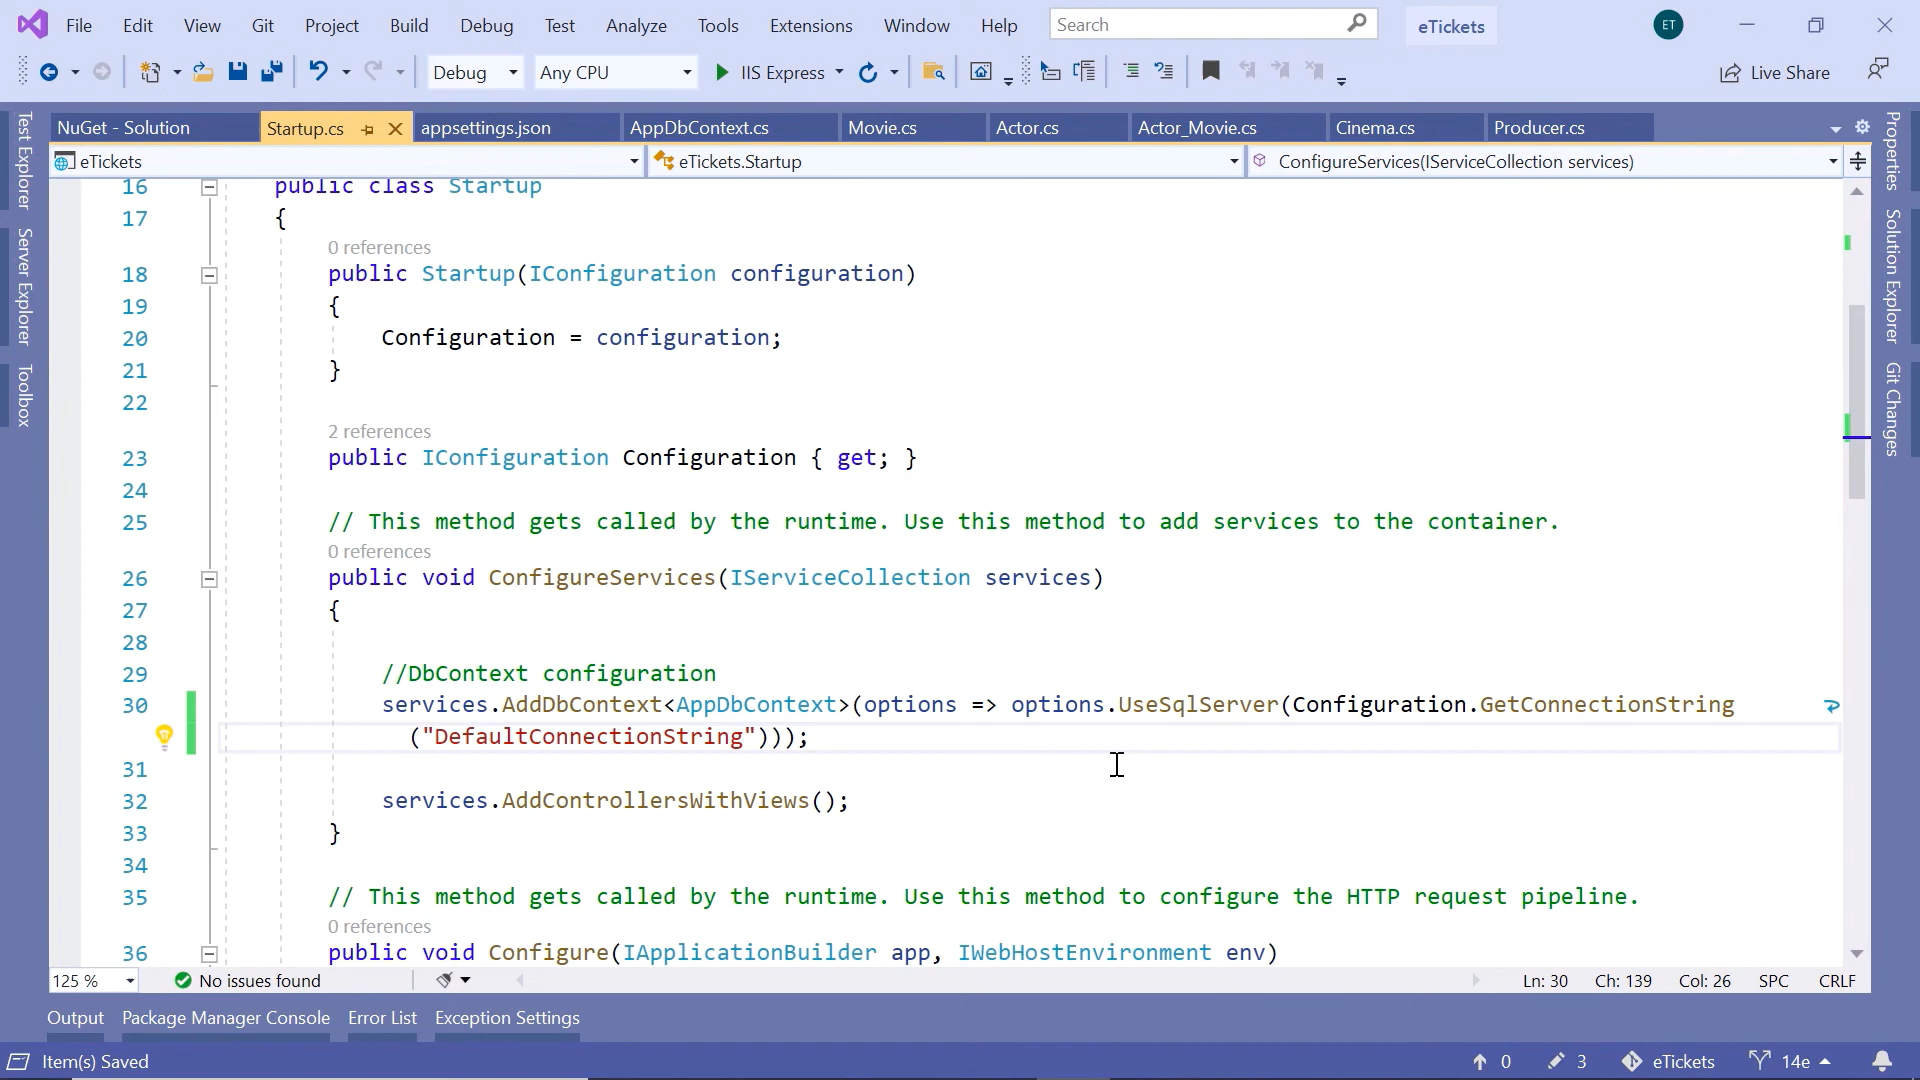 File Edit View Git Project Build Debug Test Analyze Tools Extensions Window Help Search eTickets ET
Debug Any CPU IIS Express Live Share
NuGet - Solution Startup.cs appsettings.json AppDbContext.cs Movie.cs Actor.cs Actor_Movie.cs Cinema.cs Producer.cs
eTickets eTickets.Startup ConfigureServices(IServiceCollection services)
Test Explorer
Server Explorer
Toolbox
16 public class Startup
17 {
0 references
18 public Startup(IConfiguration configuration)
19 {
20 Configuration = configuration;
21 }
22
2 references
23 public IConfiguration Configuration { get; }
24
25 // This method gets called by the runtime. Use this method to add services to the container.
0 references
26 public void ConfigureServices(IServiceCollection services)
27 {
28
29 //DbContext configuration
30 services.AddDbContext<AppDbContext>(options => options.UseSqlServer(Configuration.GetConnectionString
("DefaultConnectionString")));
31
32 services.AddControllersWithViews();
33 }
34
35 // This method gets called by the runtime. Use this method to configure the HTTP request pipeline.
0 references
36 public void Configure(IApplicationBuilder app, IWebHostEnvironment env)
Properties
Solution Explorer
Git Changes
125 % No issues found Ln: 30 Ch: 139 Col: 26 SPC CRLF
Output Package Manager Console Error List Exception Settings
Item(s) Saved 0 3 eTickets 14e